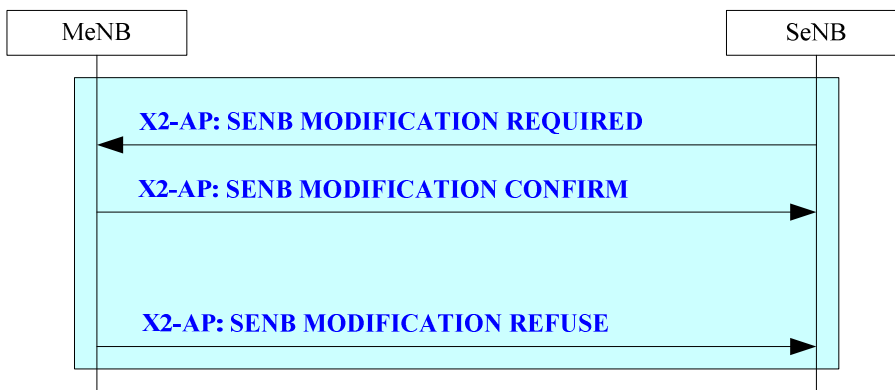 MeNB
SeNB
X2-AP: SENB MODIFICATION REQUIRED
X2-AP: SENB MODIFICATION CONFIRM
X2-AP: SENB MODIFICATION REFUSE